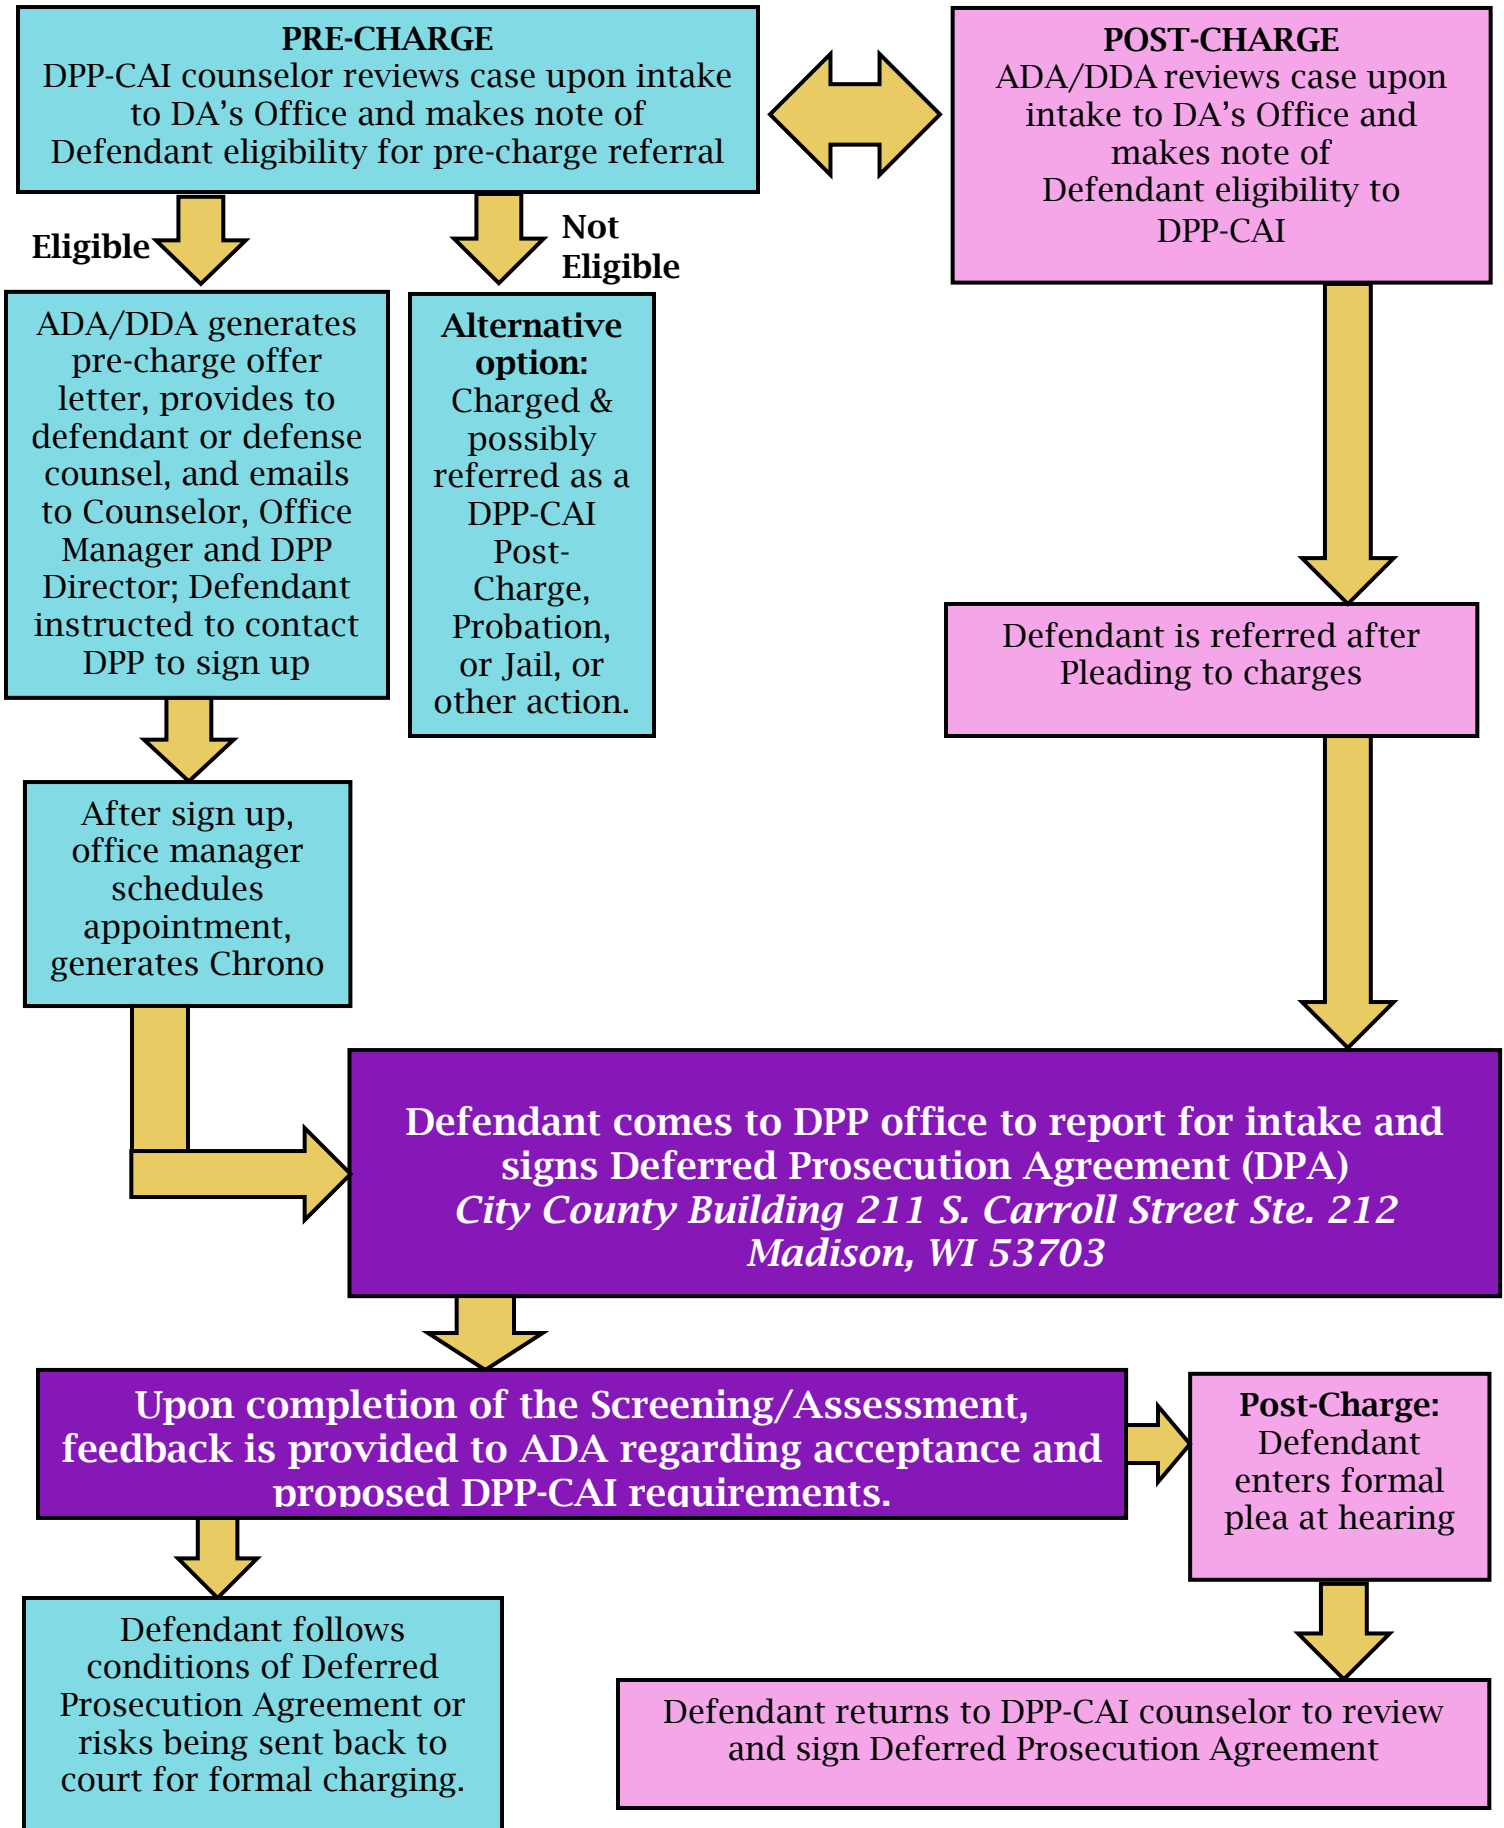 PRE-CHARGE
DPP-CAI counselor reviews case upon intake
to DA's Office and makes note of
Defendant eligibility for pre-charge referral
POST-CHARGE
ADA/DDA reviews case upon
intake to DA's Office and
makes note of
Defendant eligibility to
DPP-CAI
Eligible
Not
Eligible
ADA/DDA generates
pre-charge offer
letter, provides to
defendant or defense
counsel, and emails
to Counselor, Office
Manager and DPP
Director; Defendant
instructed to contact
DPP to sign up
Alternative
option:
Charged &
possibly
referred as a
DPP-CAI
Post-
Charge,
Probation,
or Jail, or
other action.
Defendant is referred after
Pleading to charges
After sign up,
office manager
schedules
appointment,
generates Chrono
Defendant comes to DPP office to report for intake and
signs Deferred Prosecution Agreement (DPA)
City County Building 211 S. Carroll Street Ste. 212
Madison, WI 53703
Upon completion of the Screening/Assessment,
feedback is provided to ADA regarding acceptance and
proposed DPP-CAI requirements.
Post-Charge:
Defendant
enters formal
plea at hearing
Defendant follows
conditions of Deferred
Prosecution Agreement or
risks being sent back to
court for formal charging.
Defendant returns to DPP-CAI counselor to review
and sign Deferred Prosecution Agreement